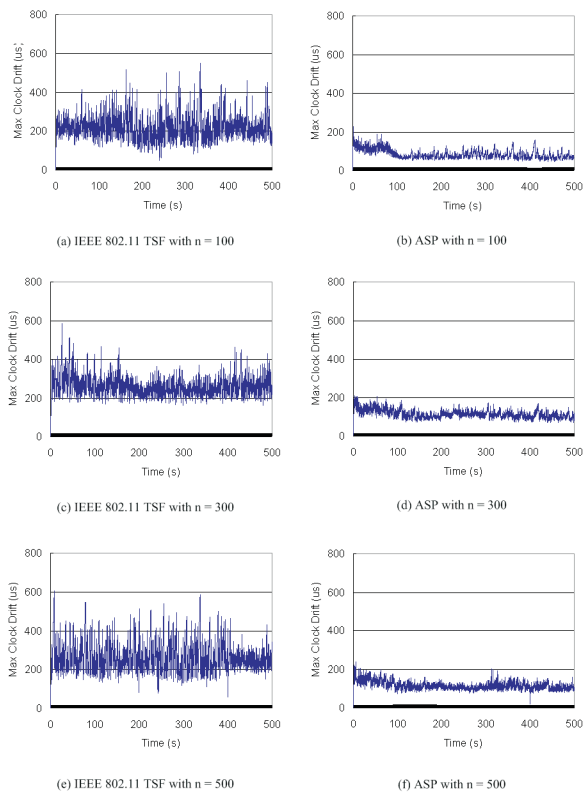 Max Clock Drift (us)
800
600
400
200
0
0 100 200 300 400 500
Time (s)
(a) IEEE 802.11 TSF with n = 100
Max Clock Drift (us)
800
600
400
200
0
0 100 200 300 400 500
Time (s)
(b) ASP with n = 100
Max Clock Drift (us)
800
600
400
200
0
0 100 200 300 400 500
Time (s)
(c) IEEE 802.11 TSF with n = 300
Max Clock Drift (us)
800
600
400
200
0
0 100 200 300 400 500
Time (s)
(d) ASP with n = 300
Max Clock Drift (us)
800
600
400
200
0
0 100 200 300 400 500
Time (s)
(e) IEEE 802.11 TSF with n = 500
Max Clock Drift (us)
800
600
400
200
0
0 100 200 300 400 500
Time (s)
(f) ASP with n = 500